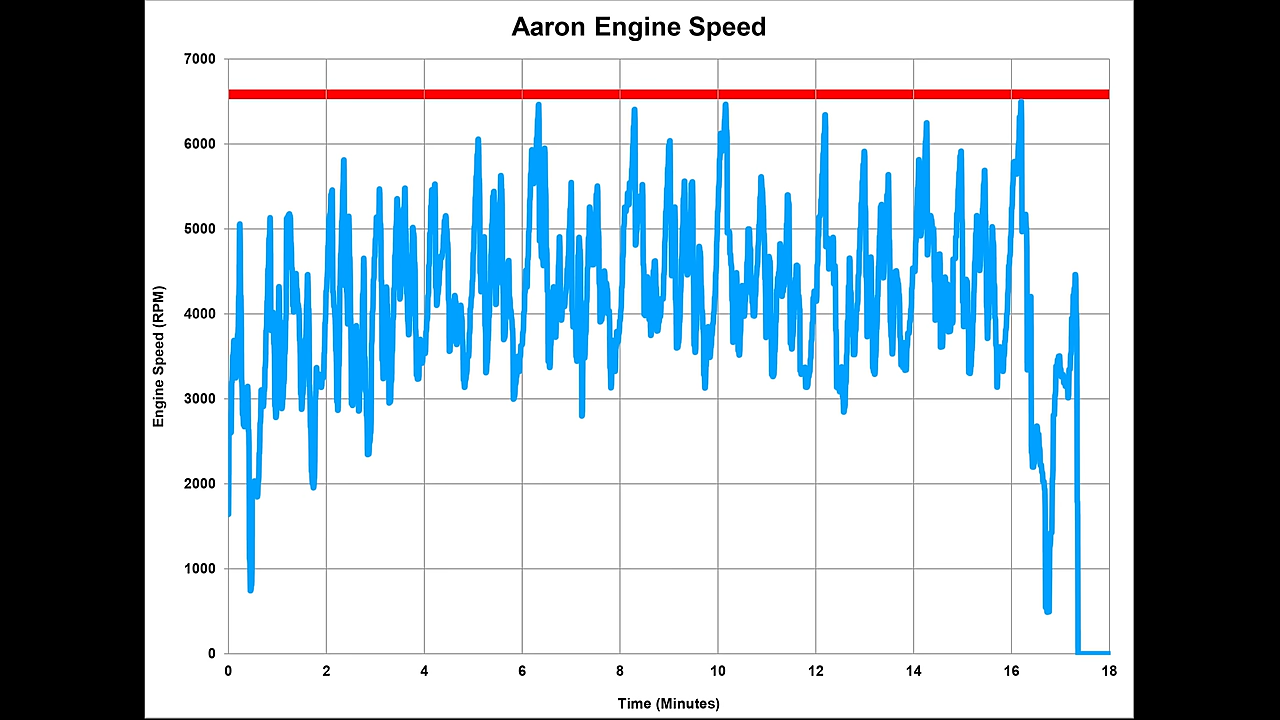 Aaron Engine Speed
7000
6000
5000
4000
3000
2000
1000
0
Engine Speed (RPM)
0 2 4 6 8 10 12 14 16 18
Time (Minutes)